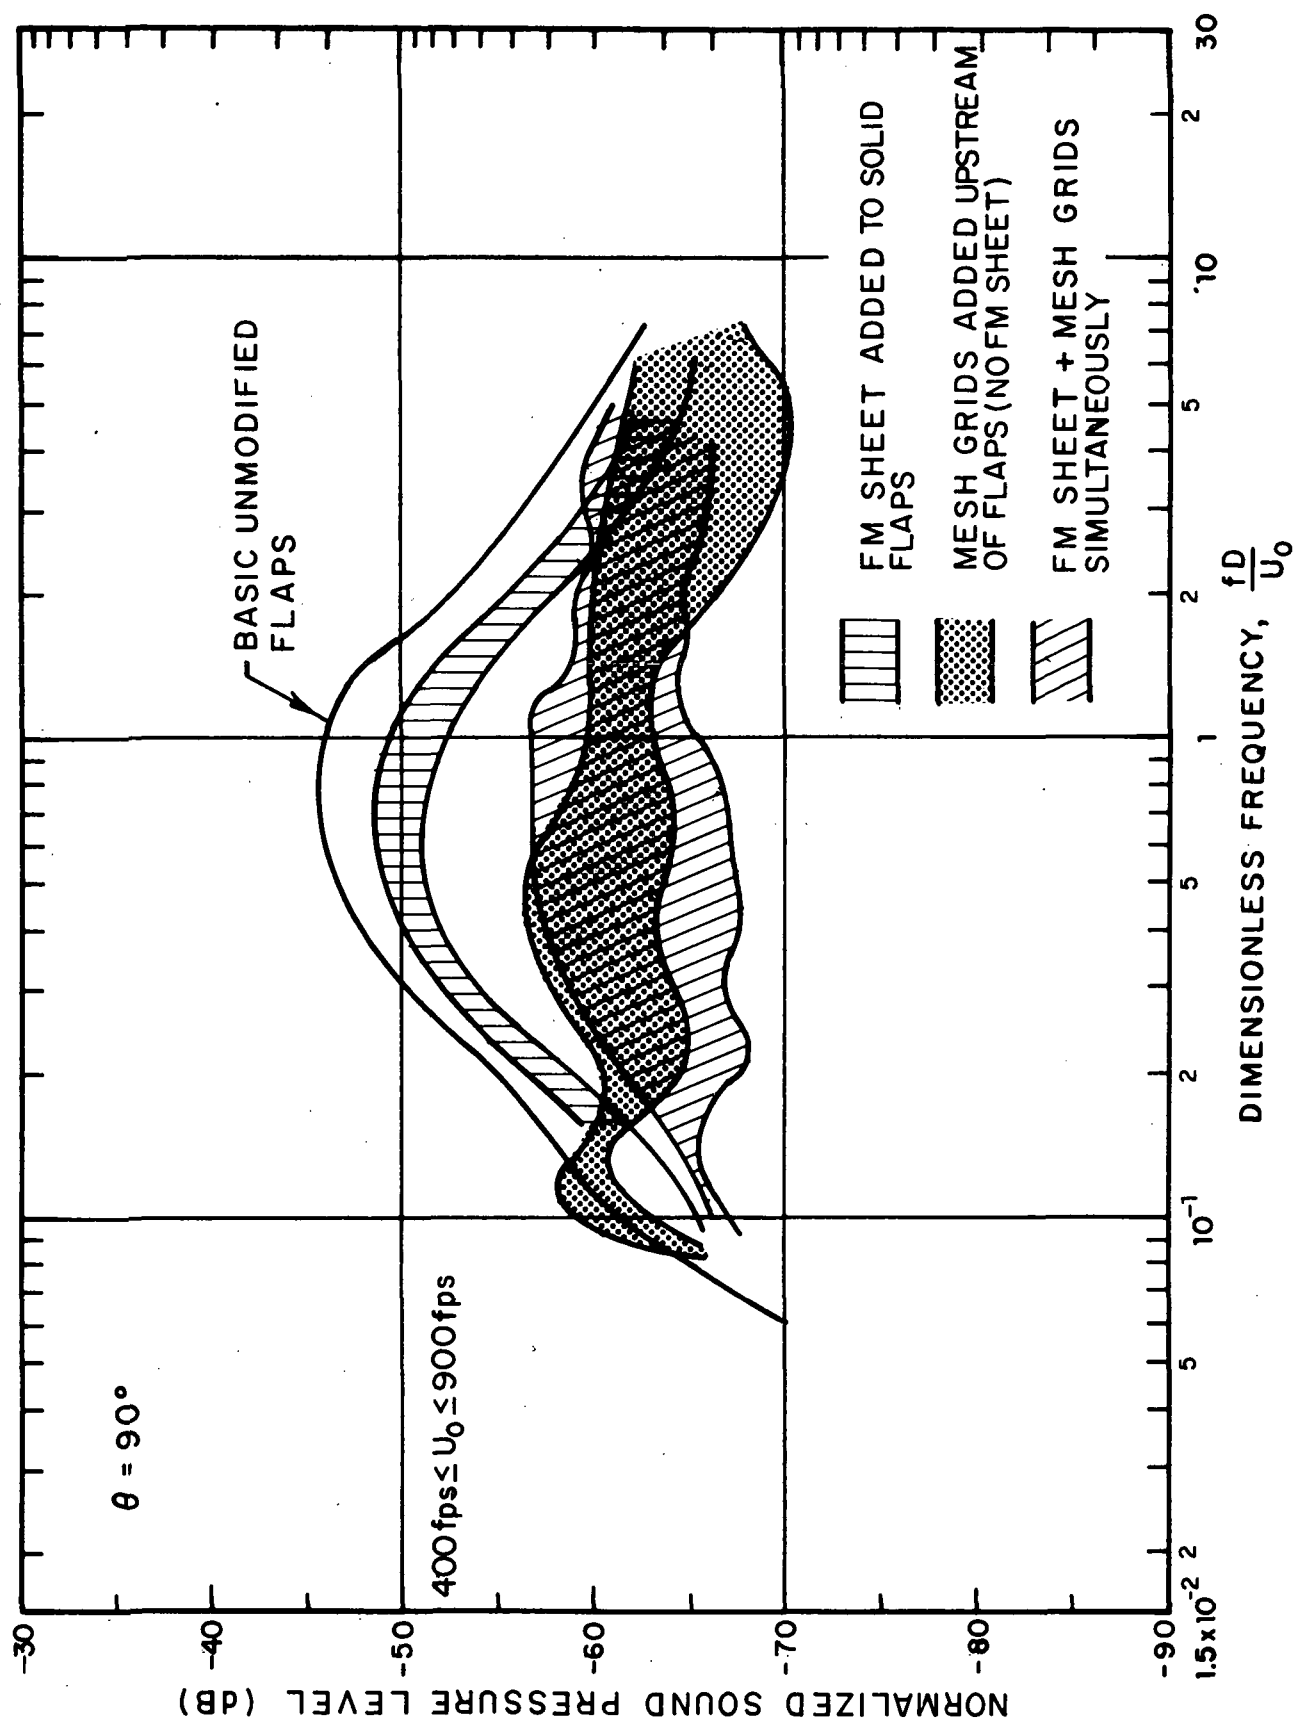 θ = 90°
400fps ≤ U₀ ≤ 900fps
BASIC UNMODIFIED
FLAPS
FM SHEET ADDED TO SOLID
FLAPS
MESH GRIDS ADDED UPSTREAM
OF FLAPS (NO FM SHEET)
FM SHEET + MESH GRIDS
SIMULTANEOUSLY
NORMALIZED SOUND PRESSURE LEVEL (dB)
-30
-40
-50
-60
-70
-80
-90
1.5 x 10⁻² 2 5 10⁻¹ 2 5 1 2 5 10 2 30
DIMENSIONLESS FREQUENCY, fD
U₀